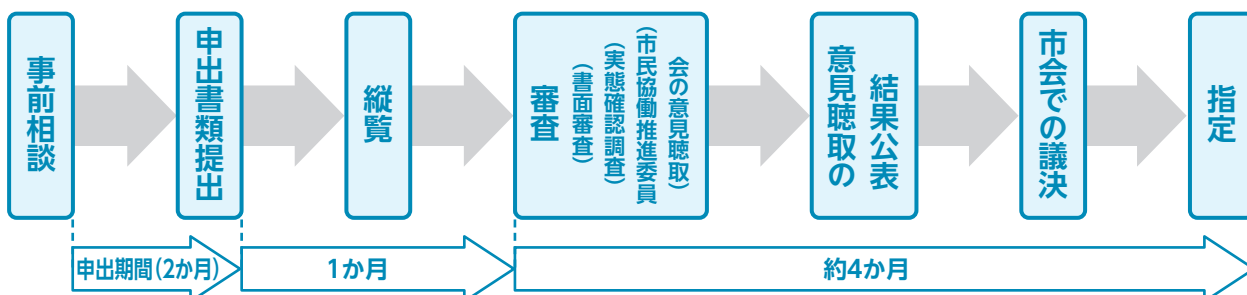 事前相談
申出書類提出
縦覧
審査
(書面審査)
(実態確認調査)
(市民協働推進委員
会の意見聴取)
意見聴取の
結果公表
市会での議決
指定
申出期間(2か月)
1か月
約4か月